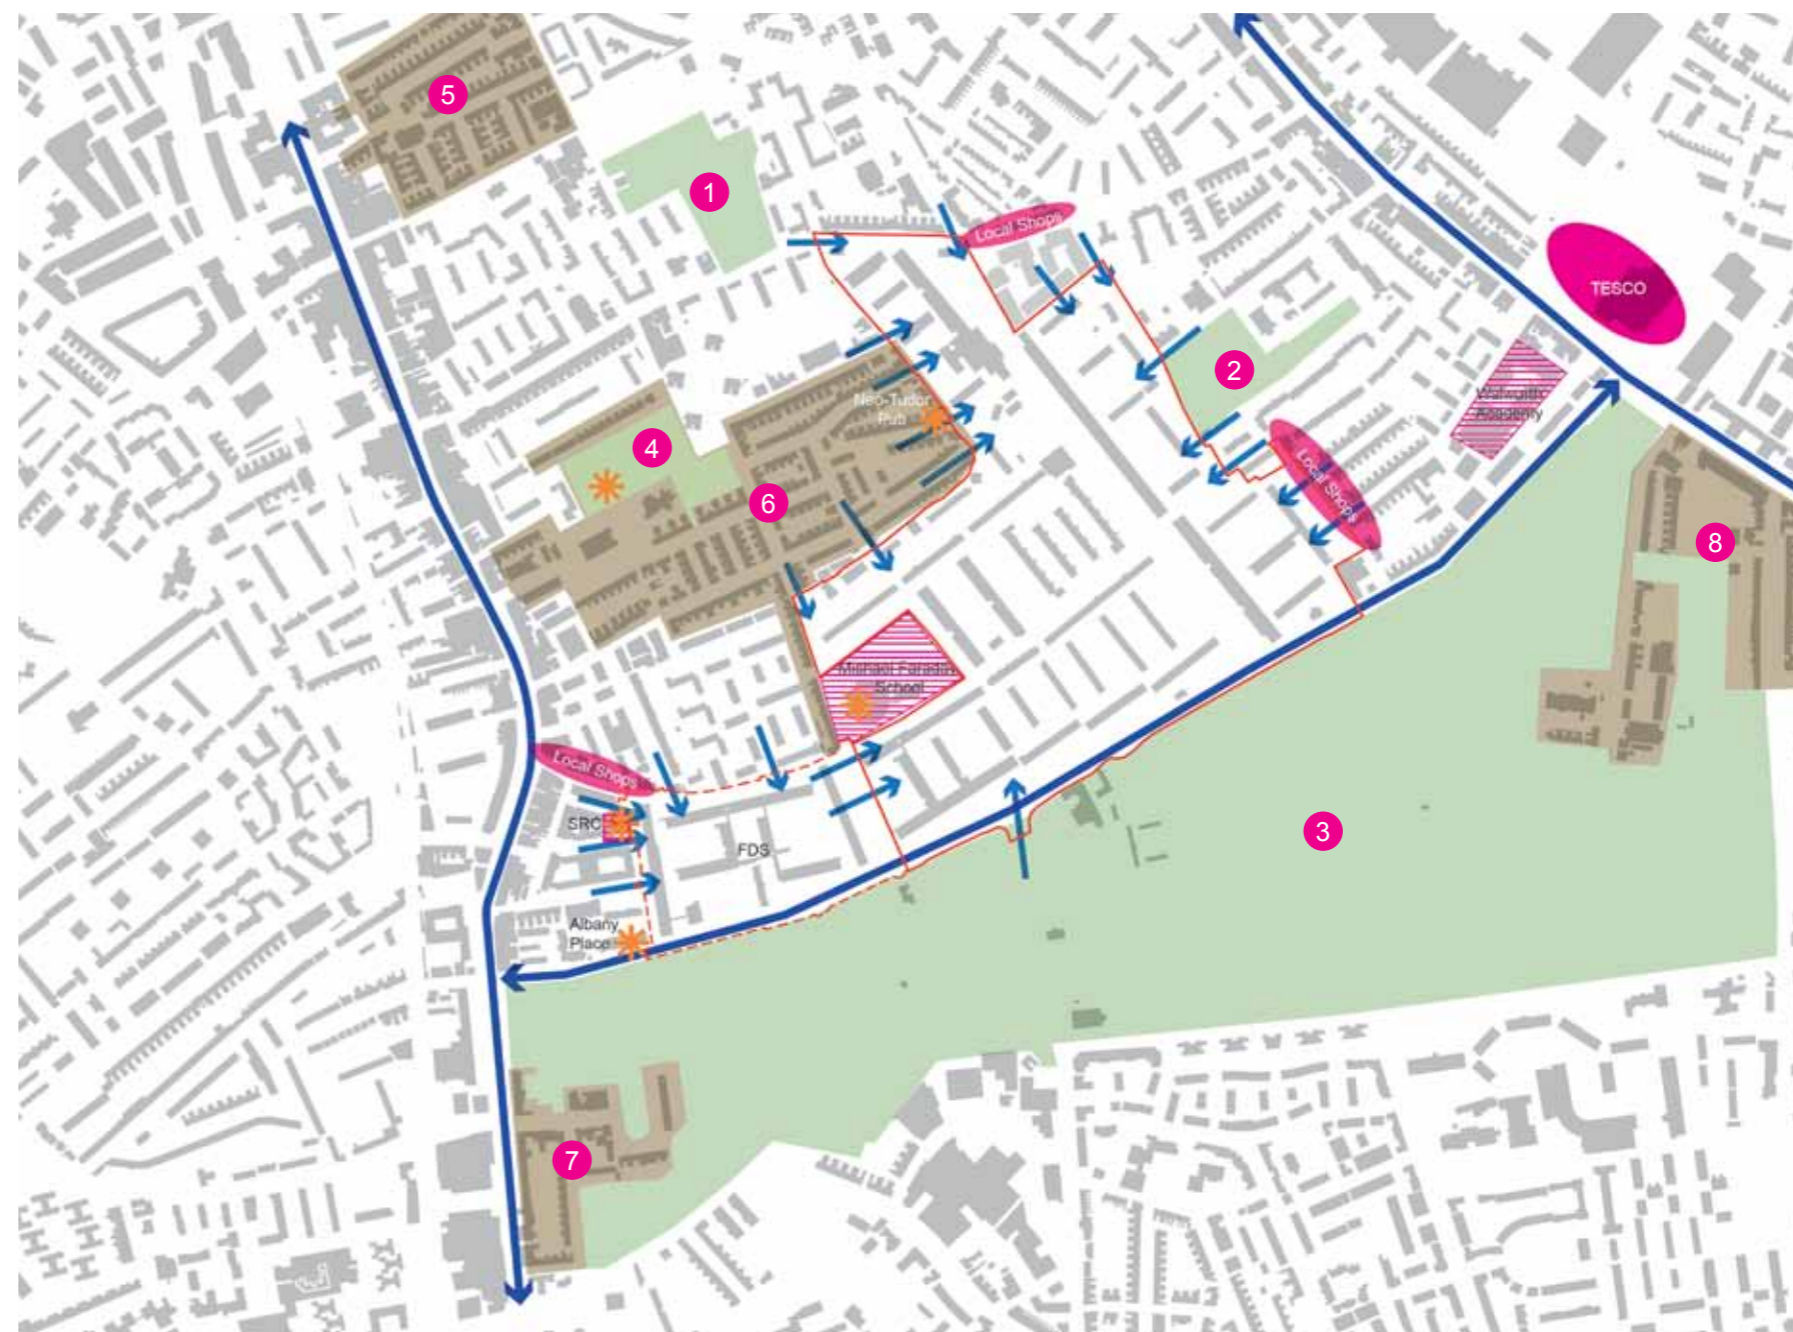 5
1
Local Shops
TESCO
2
Walworth
Academy
Neo-Tudor
Pub
4
6
Local Shops
8
Michael Faraday
School
Local Shops
SRC
FDS
3
Albany
Place
7